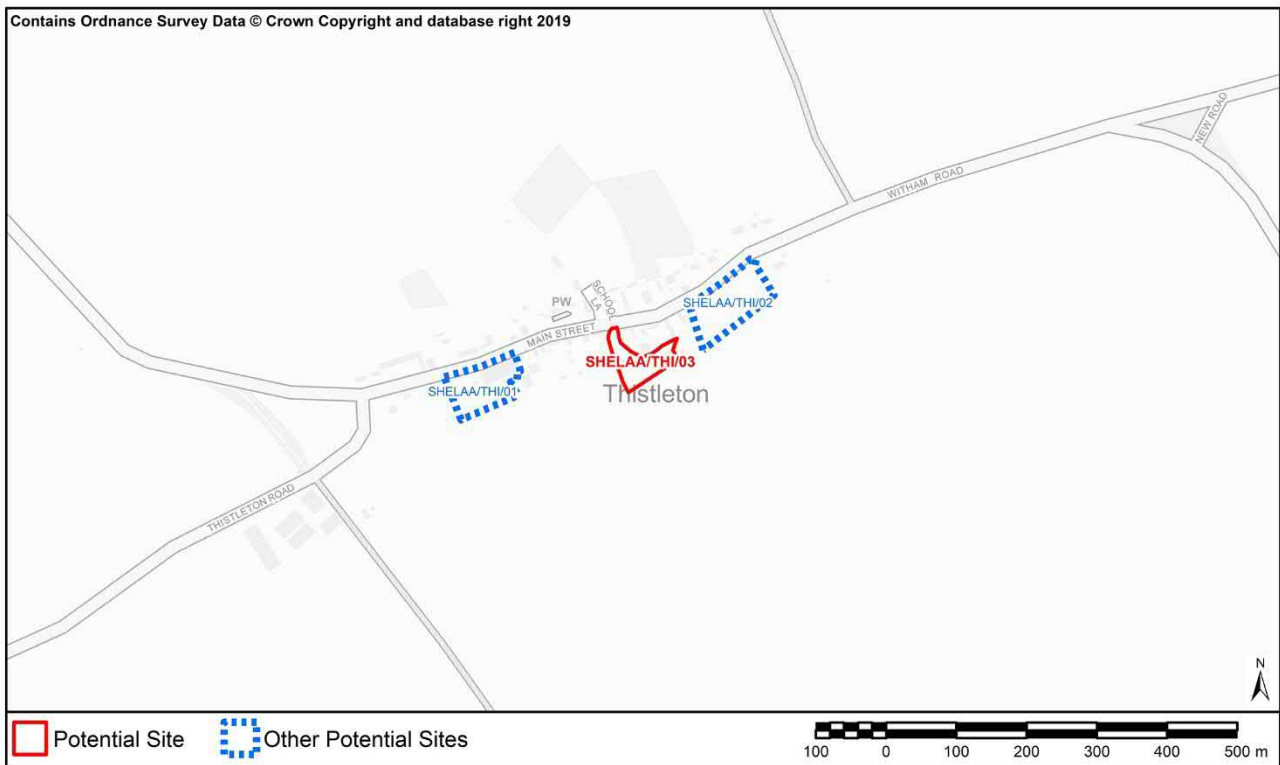 Contains Ordnance Survey Data © Crown Copyright and database right 2019
NEW ROAD
WITHAM ROAD
SCHOOL LA
PW
MAIN STREET
SHELAA/THI/02
SHELAA/THI/03
SHELAA/THI/01
Thistleton
THISTLETON ROAD
N
Potential Site
Other Potential Sites
100 0 100 200 300 400 500 m